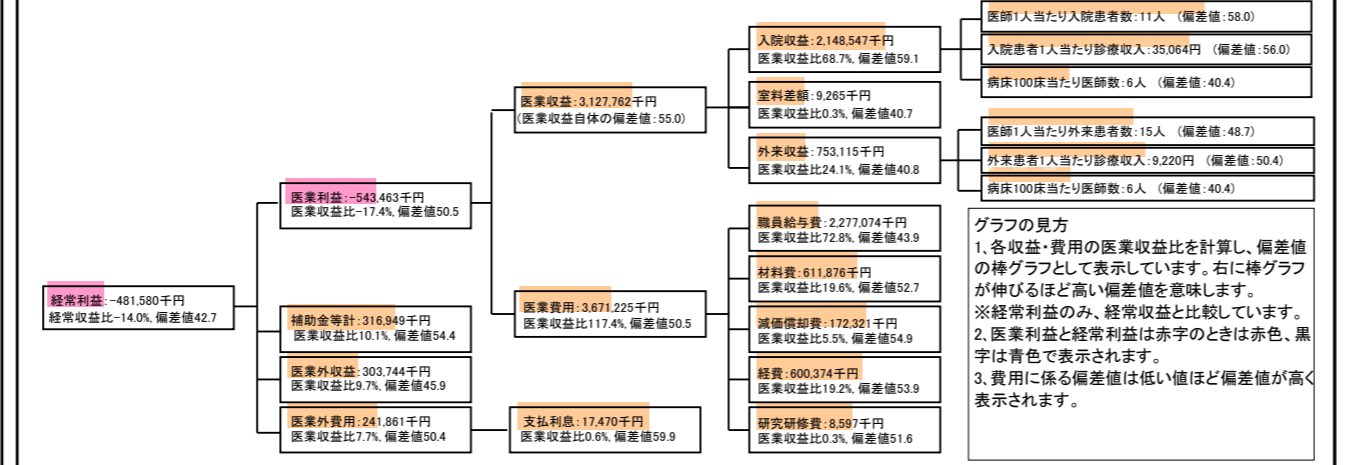 経常利益:-481,580千円
経常収比-14.0%, 偏差値42.7
医業利益:-543,463千円
医業収益比-17.4%, 偏差値50.5
補助金等計:316,949千円
医業収益比10.1%, 偏差値54.4
医業外収益:303,744千円
医業収益比9.7%, 偏差値45.9
医業外費用:241,861千円
医業収益比7.7%, 偏差値50.4
支払利息:17,470千円
医業収益比0.6%, 偏差値59.9
医業収益:3,127,762千円
(医業収益自体の偏差値:55.0)
医業費用:3,671,225千円
医業収益比117.4%, 偏差値50.5
入院収益:2,148,547千円
医業収益比68.7%, 偏差値59.1
室料差額:9,265千円
医業収益比0.3%, 偏差値40.7
外来収益:753,115千円
医業収益比24.1%, 偏差値40.8
職員給与費:2,277,074千円
医業収益比72.8%, 偏差値43.9
材料費:611,876千円
医業収益比19.6%, 偏差値52.7
減価償却費:172,321千円
医業収益比5.5%, 偏差値54.9
経費:600,374千円
医業収益比19.2%, 偏差値53.9
研究研修費:8,597千円
医業収益比0.3%, 偏差値51.6
医師1人当たり入院患者数:11人 (偏差値:58.0)
入院患者1人当たり診療収入:35,064円 (偏差値:56.0)
病床100床当たり医師数:6人 (偏差値:40.4)
医師1人当たり外来患者数:15人 (偏差値:48.7)
外来患者1人当たり診療収入:9,220円 (偏差値:50.4)
病床100床当たり医師数:6人 (偏差値:40.4)
グラフの見方
1、各収益・費用の医業収益比を計算し、偏差値
の棒グラフとして表示しています。右に棒グラフ
が伸びるほど高い偏差値を意味します。
※経常利益のみ、経常収益と比較しています。
2、医業利益と経常利益は赤字のときは赤色、黒
字は青色で表示されます。
3、費用に係る偏差値は低い値ほど偏差値が高く
表示されます。